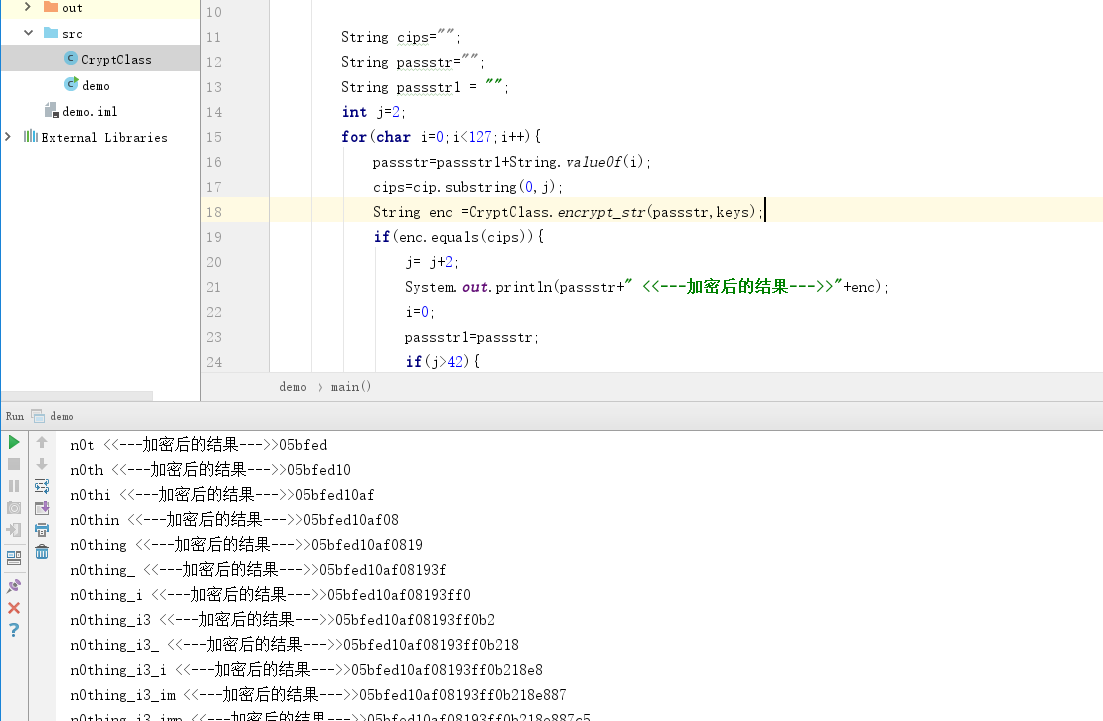 out
src
CryptClass
demo
demo.iml
External Libraries
10
11 String cips="";
12 String passstr="";
13 String passstr1 = "";
14 int j=2;
15 for(char i=0;i<127;i++){
16 passstr=passstr1+String.valueOf(i);
17 cips=cip.substring(0,j);
18 String enc =CryptClass.encrypt_str(passstr,keys);
19 if(enc.equals(cips)){
20 j= j+2;
21 System.out.println(passstr+" <<---加密后的结果--->>"+enc);
22 i=0;
23 passstr1=passstr;
24 if(j>42){
demo › main()
Run demo
n0t <<---加密后的结果--->>05bfed
n0th <<---加密后的结果--->>05bfed10
n0thi <<---加密后的结果--->>05bfed10af
n0thin <<---加密后的结果--->>05bfed10af08
n0thing <<---加密后的结果--->>05bfed10af0819
n0thing_ <<---加密后的结果--->>05bfed10af08193f
n0thing_i <<---加密后的结果--->>05bfed10af08193ff0
n0thing_i3 <<---加密后的结果--->>05bfed10af08193ff0b2
n0thing_i3_ <<---加密后的结果--->>05bfed10af08193ff0b218
n0thing_i3_i <<---加密后的结果--->>05bfed10af08193ff0b218e8
n0thing_i3_im <<---加密后的结果--->>05bfed10af08193ff0b218e887
n0thing_i3_imp <<---加密后的结果--->>05bfed10af08193ff0b218e887c5